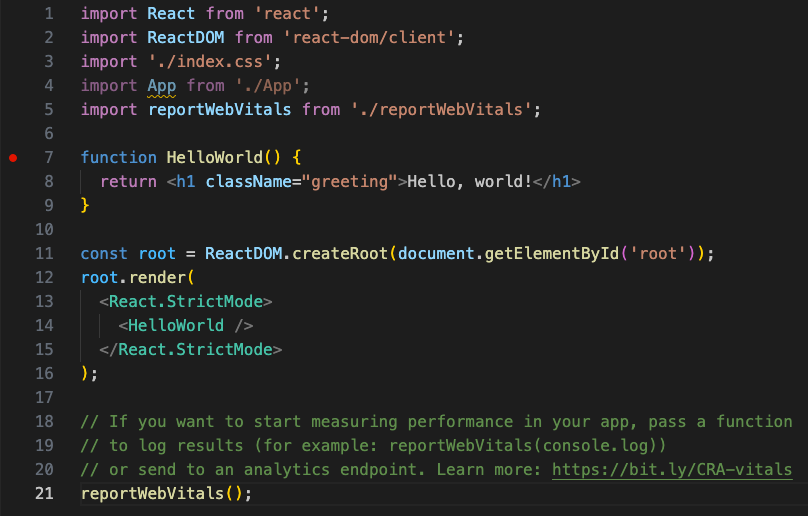 1 import React from 'react';
2 import ReactDOM from 'react-dom/client';
3 import './index.css';
4 import App from './App';
5 import reportWebVitals from './reportWebVitals';
6
7 function HelloWorld() {
8   return <h1 className="greeting">Hello, world!</h1>
9 }
10
11 const root = ReactDOM.createRoot(document.getElementById('root'));
12 root.render(
13   <React.StrictMode>
14     <HelloWorld />
15   </React.StrictMode>
16 );
17
18 // If you want to start measuring performance in your app, pass a function
19 // to log results (for example: reportWebVitals(console.log))
20 // or send to an analytics endpoint. Learn more: https://bit.ly/CRA-vitals
21 reportWebVitals();